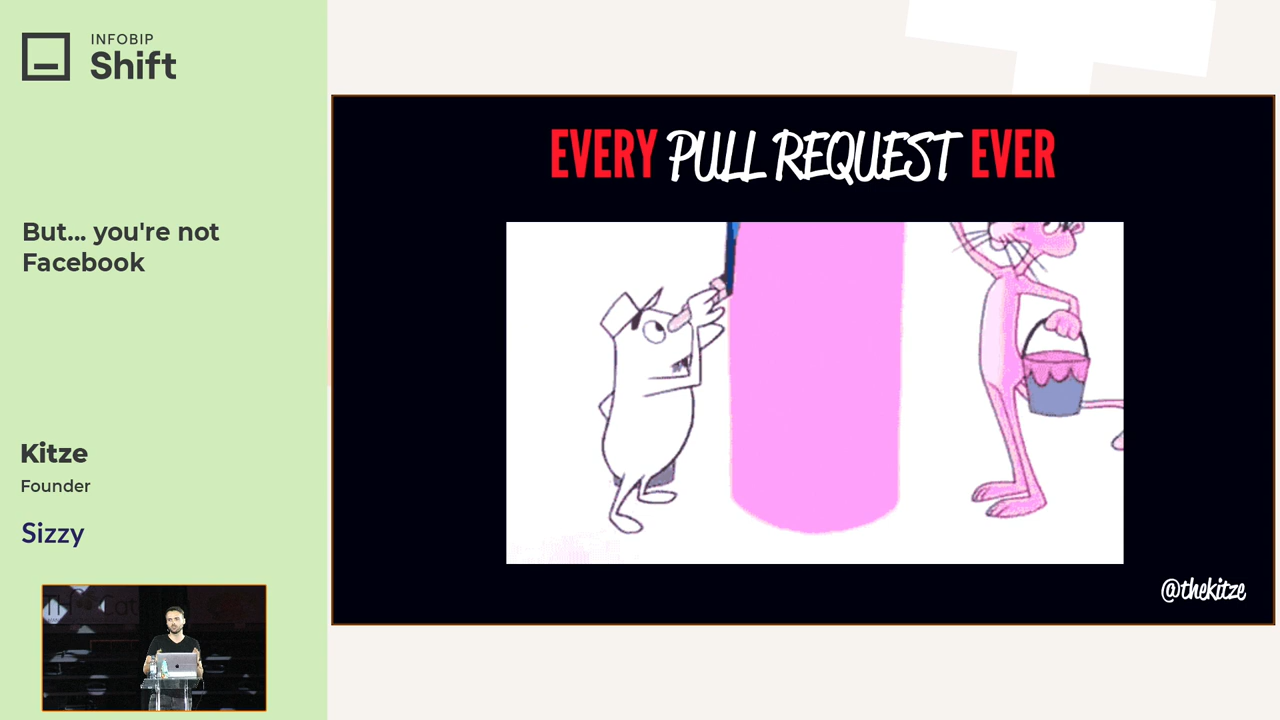 INFOBIP
Shift
But... you're not
Facebook
Kitze
Founder
Sizzy
EVERY PULL REQUEST EVER
@thekitze